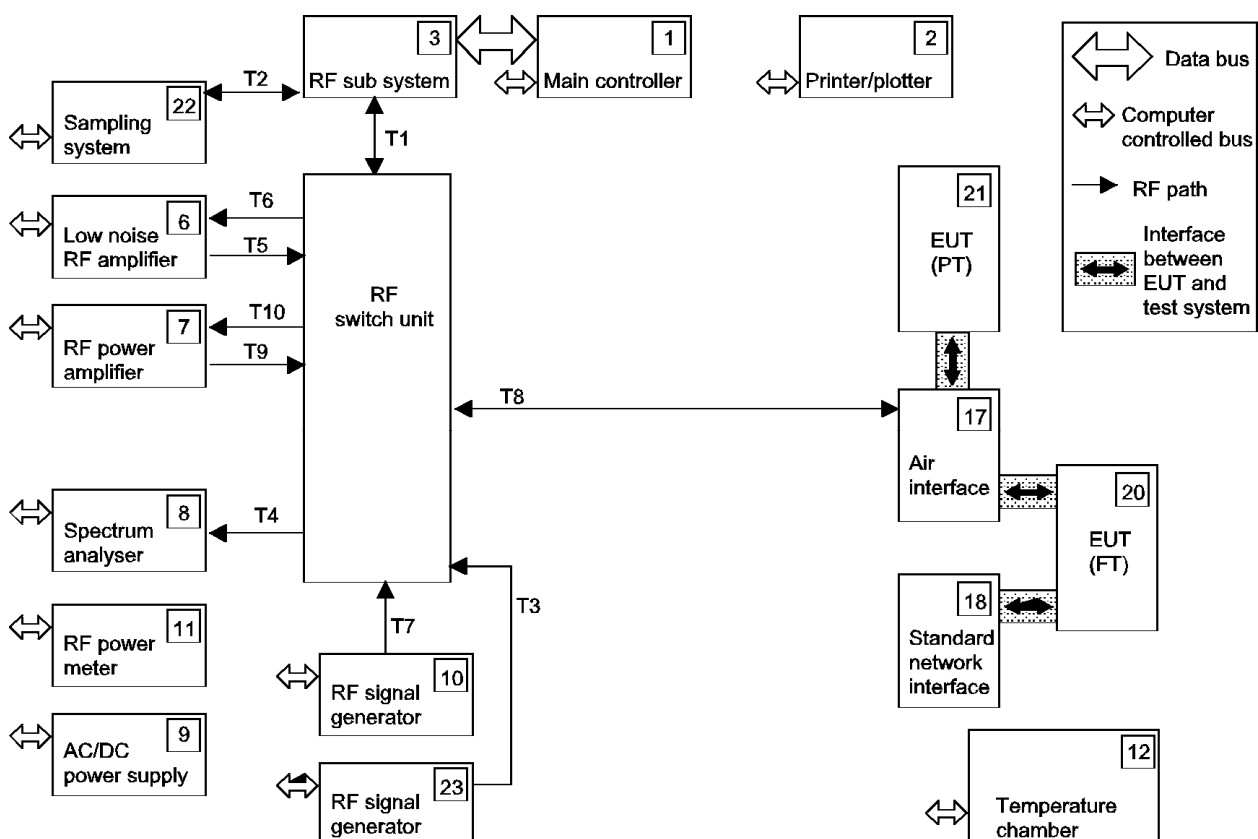 3
RF sub system
1
Main controller
2
Printer/plotter
Data bus
Computer
controlled bus
RF path
Interface
between
EUT and
test system
T2
22
Sampling
system
T1
T6
6
Low noise
RF amplifier
T5
RF
switch unit
T10
7
RF power
amplifier
T9
21
EUT
(PT)
T8
17
Air
interface
20
EUT
(FT)
8
Spectrum
analyser
T4
18
Standard
network
interface
11
RF power
meter
T7
T3
10
RF signal
generator
9
AC/DC
power supply
23
RF signal
generator
12
Temperature
chamber